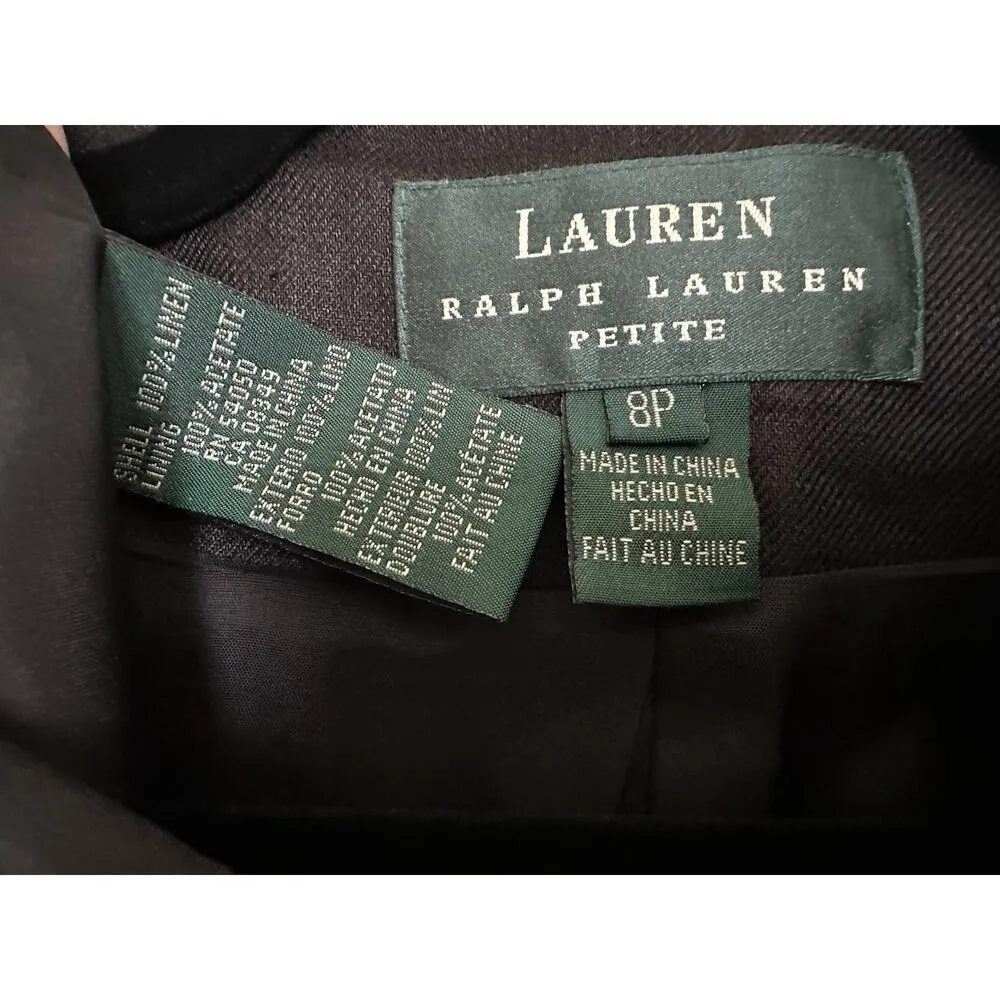 LAUREN
RALPH LAUREN
PETITE
8P
MADE IN CHINA
HECHO EN
CHINA
FAIT AU CHINE
SHELL 100% LINEN
LINING
100% ACETATE
RN 54050
CA 08249
MADE IN CHINA
EXTERIO 100% LINO
FORRO
100% ACETATO
HECHO EN CHINA
EXTERIEUR 100% LIN
DOUBLURE
100% ACETATE
FAIT AU CHINE